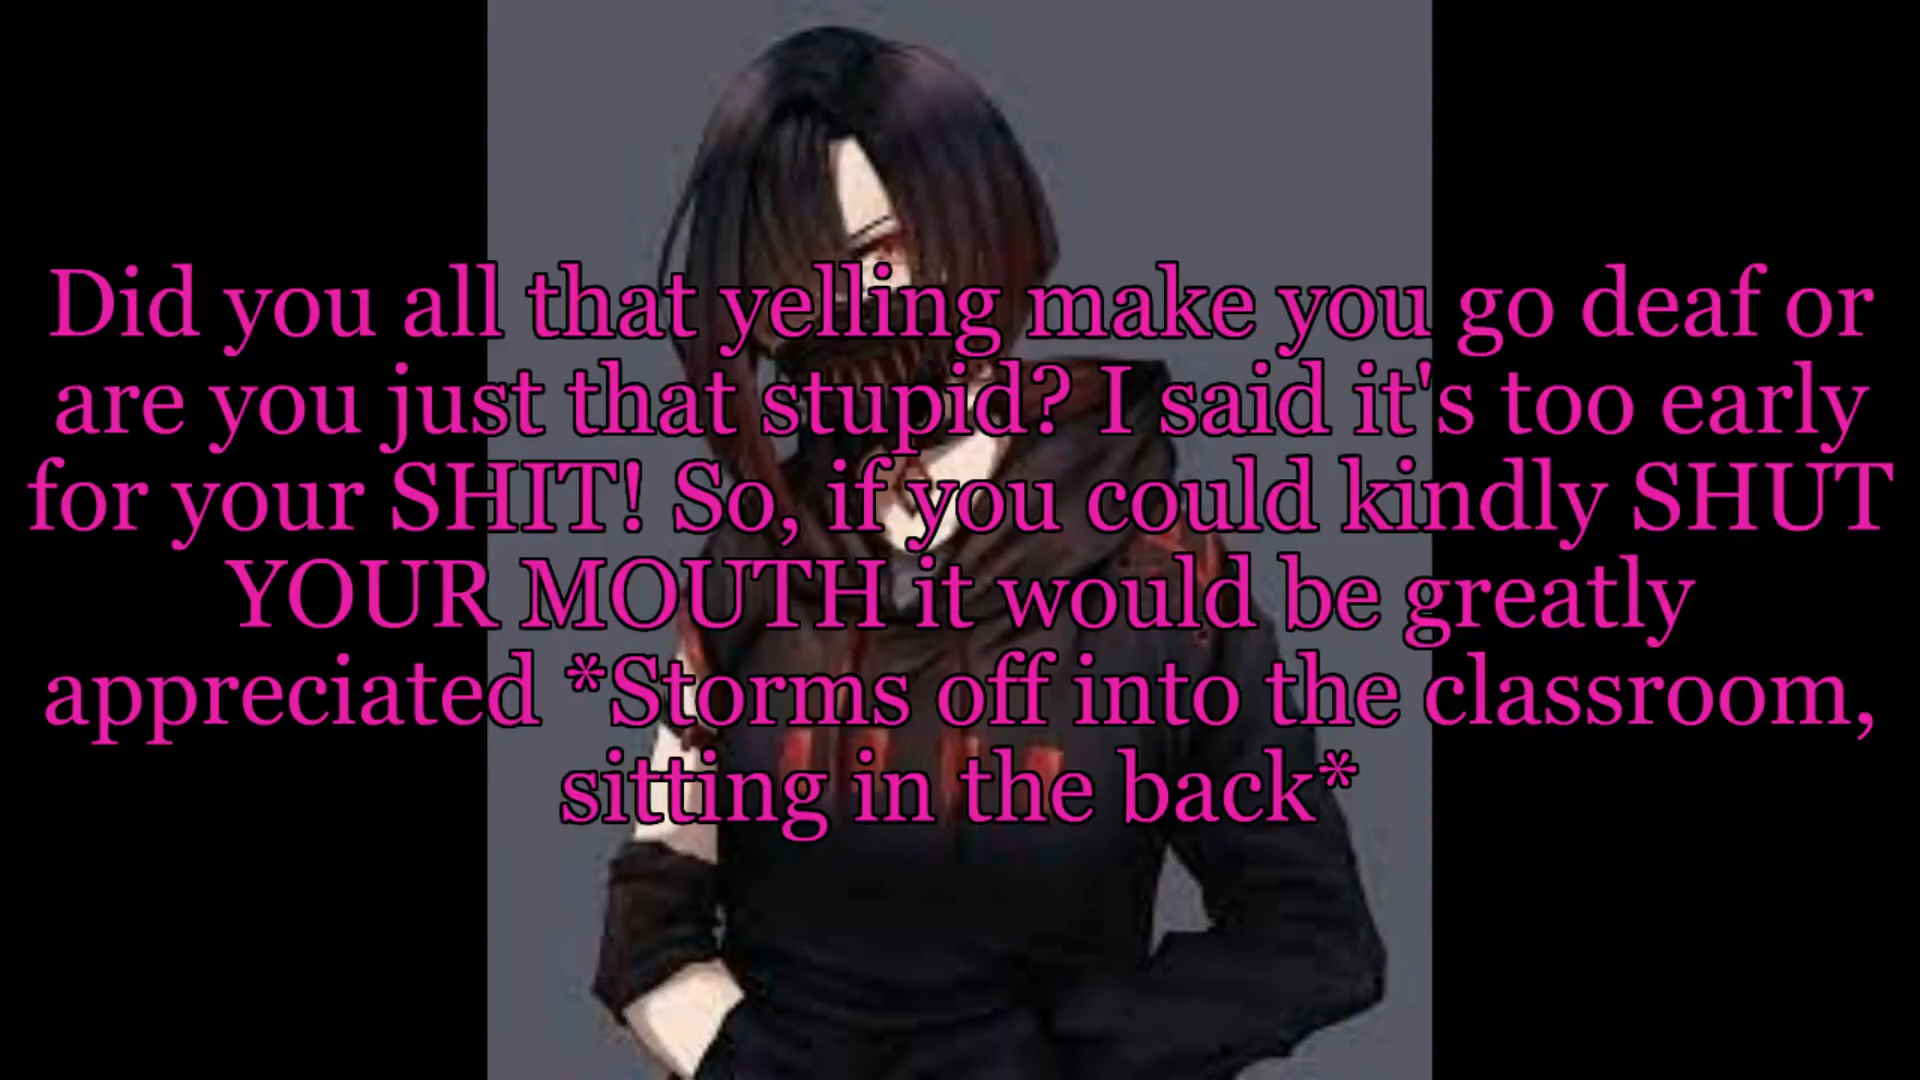 Did you all that yelling make you go deaf or
are you just that stupid? I said it's too early
for your SHIT! So, if you could kindly SHUT
YOUR MOUTH it would be greatly
appreciated *Storms off into the classroom,
sitting in the back*